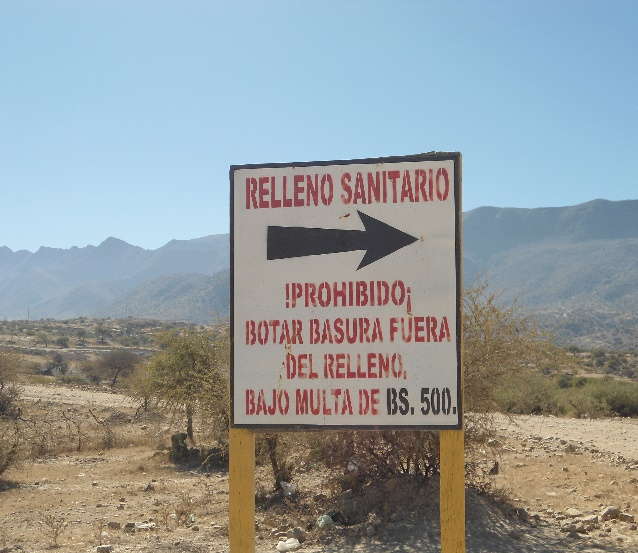 RELLENO SANITARIO
!PROHIBIDO¡
BOTAR BASURA FUERA
DEL RELLENO,
BAJO MULTA DE BS. 500.